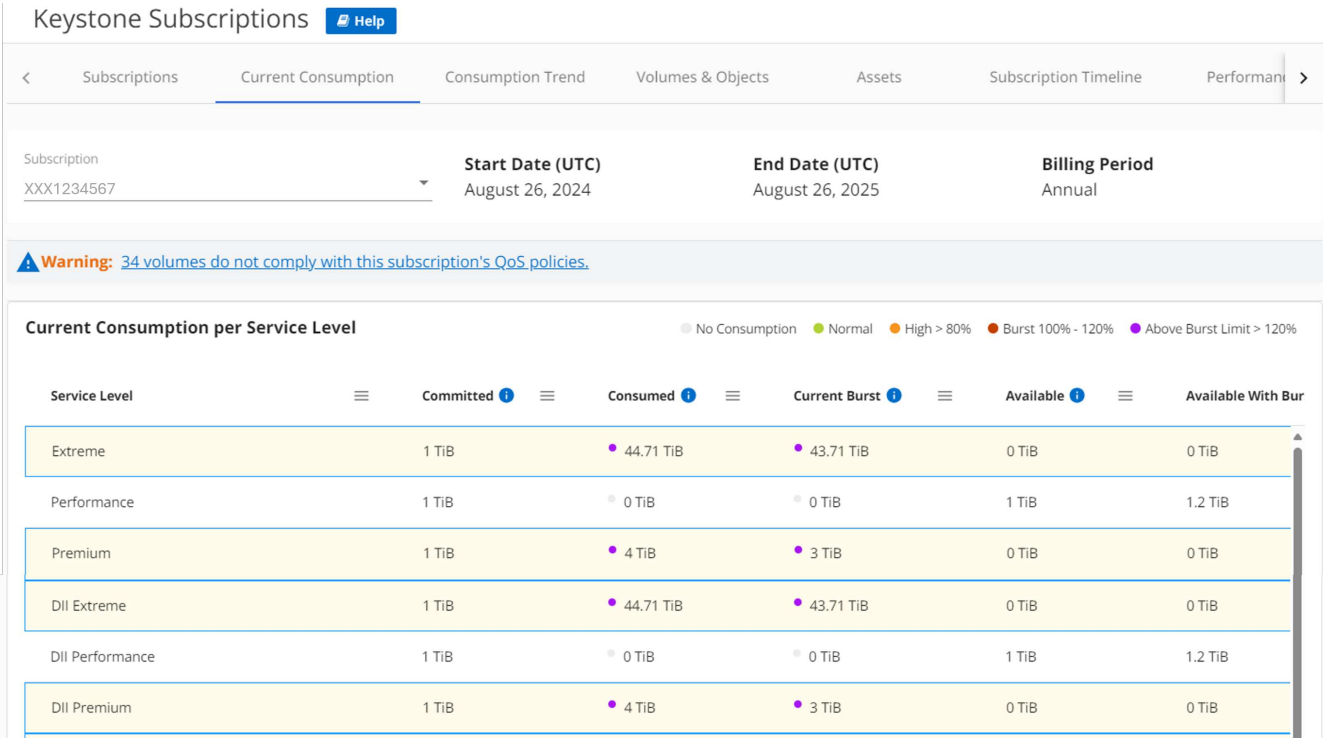 Keystone Subscriptions Help
Subscriptions Current Consumption Consumption Trend Volumes & Objects Assets Subscription Timeline
Subscription
XXX1234567
Start Date (UTC)
August 26, 2024
End Date (UTC)
August 26, 2025
Billing Period
Annual
Warning: 34 volumes do not comply with this subscription's QoS policies.
Current Consumption per Service Level
No Consumption Normal High > 80% Burst 100% - 120% Above Burst Limit > 120%
Service Level Committed Consumed Current Burst Available Available With Bur
Extreme 1 TiB 44.71 TiB 43.71 TiB 0 TiB 0 TiB
Performance 1 TiB 0 TiB 0 TiB 1 TiB 1.2 TiB
Premium 1 TiB 4 TiB 3 TiB 0 TiB 0 TiB
DII Extreme 1 TiB 44.71 TiB 43.71 TiB 0 TiB 0 TiB
DII Performance 1 TiB 0 TiB 0 TiB 1 TiB 1.2 TiB
DII Premium 1 TiB 4 TiB 3 TiB 0 TiB 0 TiB